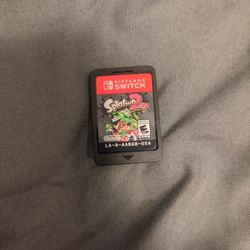 NINTENDO
SWITCH
Splatoon 2
E
LA-H-AAB6B-USA